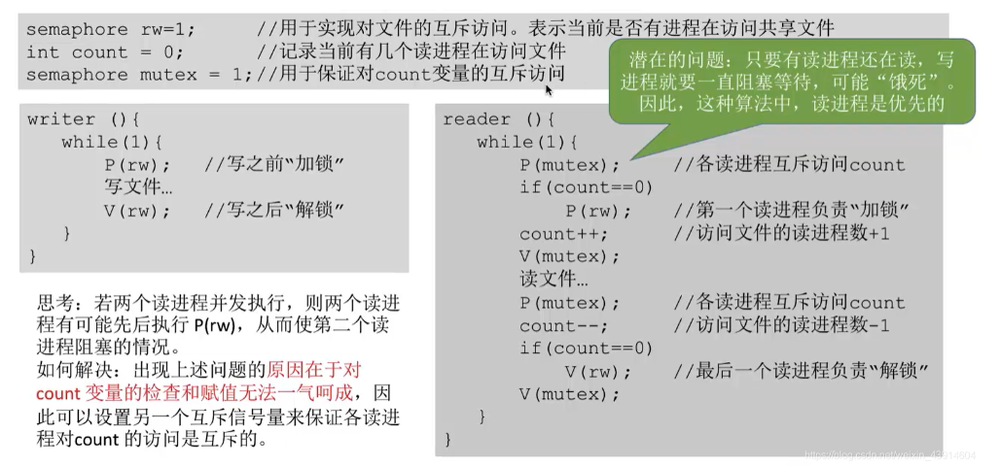 semaphore rw=1; //用于实现对文件的互斥访问。表示当前是否有进程在访问共享文件
int count = 0; //记录当前有几个读进程在访问文件
semaphore mutex = 1;//用于保证对count变量的互斥访问
潜在的问题：只要有读进程还在读，写
进程就要一直阻塞等待，可能“饿死”。
因此，这种算法中，读进程是优先的
writer (){
while(1){
P(rw); //写之前“加锁”
写文件…
V(rw); //写之后“解锁”
}
}
思考：若两个读进程并发执行，则两个读进
程有可能先后执行 P(rw)，从而使第二个读
进程阻塞的情况。
如何解决：出现上述问题的原因在于对
count 变量的检查和赋值无法一气呵成，因
此可以设置另一个互斥信号量来保证各读进
程对count 的访问是互斥的。
reader (){
while(1){
P(mutex); //各读进程互斥访问count
if(count==0)
P(rw); //第一个读进程负责“加锁”
count++; //访问文件的读进程数+1
V(mutex);
读文件…
P(mutex); //各读进程互斥访问count
count--; //访问文件的读进程数-1
if(count==0)
V(rw); //最后一个读进程负责“解锁”
V(mutex);
}
}